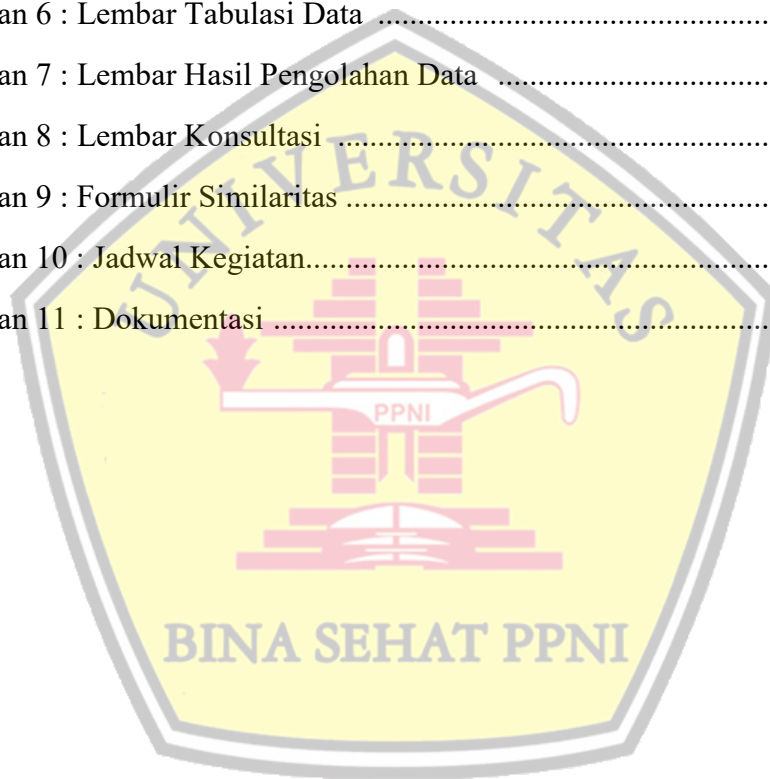 an 6 : Lembar Tabulasi Data ..................................................
an 7 : Lembar Hasil Pengolahan Data ...................................
an 8 : Lembar Konsultasi .......................................................
an 9 : Formulir Similaritas ......................................................
an 10 : Jadwal Kegiatan...........................................................
an 11 : Dokumentasi ...............................................................
UNIVERSITAS
PPNI
BINA SEHAT PPNI